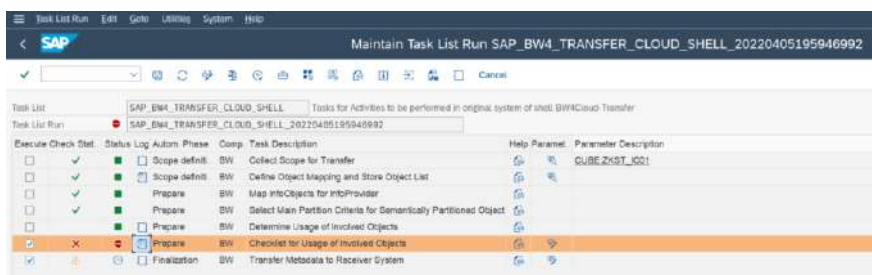 Task List Run Edit Goto Utilities System Help
SAP Maintain Task List Run SAP_BW4_TRANSFER_CLOUD_SHELL_20220405195946992
Cancel
Task List SAP_BW4_TRANSFER_CLOUD_SHELL Tasks for Activities to be performed in original system of shell BW4Cloud Transfer
Task List Run SAP_BW4_TRANSFER_CLOUD_SHELL_20220405195946992
Execute Check Stat. Status Log Autom. Phase Comp Task Description Help Paramet. Parameter Description
Scope definiti. BW Collect Scope for Transfer CUBE ZKST_IC01
Scope definiti. BW Define Object Mapping and Store Object List
Prepare BW Map InfoObjects for InfoProvider
Prepare BW Select Main Partition Criteria for Semantically Partitioned Object
Prepare BW Determine Usage of Involved Objects
Prepare BW Checklist for Usage of Involved Objects
Finalization BW Transfer Metadata to Receiver System